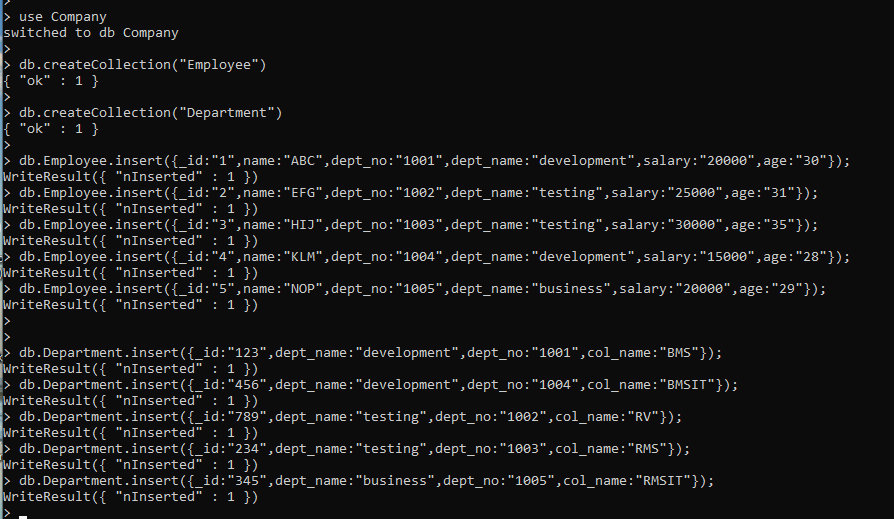 >
> use Company
switched to db Company
>
> db.createCollection("Employee")
{ "ok" : 1 }
>
> db.createCollection("Department")
{ "ok" : 1 }
>
> db.Employee.insert({_id:"1",name:"ABC",dept_no:"1001",dept_name:"development",salary:"20000",age:"30"});
WriteResult({ "nInserted" : 1 })
> db.Employee.insert({_id:"2",name:"EFG",dept_no:"1002",dept_name:"testing",salary:"25000",age:"31"});
WriteResult({ "nInserted" : 1 })
> db.Employee.insert({_id:"3",name:"HIJ",dept_no:"1003",dept_name:"testing",salary:"30000",age:"35"});
WriteResult({ "nInserted" : 1 })
> db.Employee.insert({_id:"4",name:"KLM",dept_no:"1004",dept_name:"development",salary:"15000",age:"28"});
WriteResult({ "nInserted" : 1 })
> db.Employee.insert({_id:"5",name:"NOP",dept_no:"1005",dept_name:"business",salary:"20000",age:"29"});
WriteResult({ "nInserted" : 1 })
>
>
> db.Department.insert({_id:"123",dept_name:"development",dept_no:"1001",col_name:"BMS"});
WriteResult({ "nInserted" : 1 })
> db.Department.insert({_id:"456",dept_name:"development",dept_no:"1004",col_name:"BMSIT"});
WriteResult({ "nInserted" : 1 })
> db.Department.insert({_id:"789",dept_name:"testing",dept_no:"1002",col_name:"RV"});
WriteResult({ "nInserted" : 1 })
> db.Department.insert({_id:"234",dept_name:"testing",dept_no:"1003",col_name:"RMS"});
WriteResult({ "nInserted" : 1 })
> db.Department.insert({_id:"345",dept_name:"business",dept_no:"1005",col_name:"RMSIT"});
WriteResult({ "nInserted" : 1 })
>